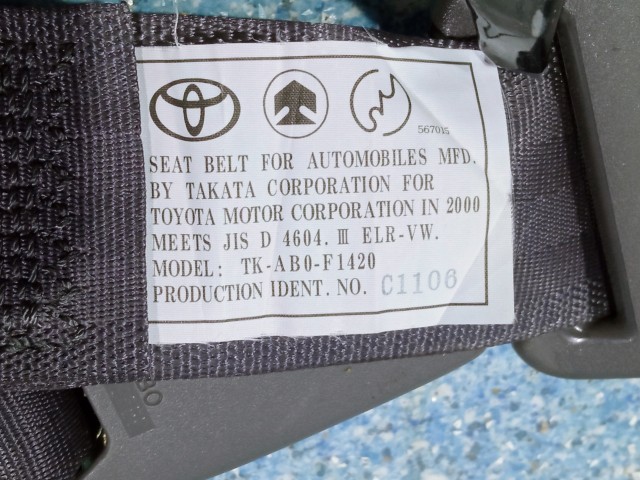 567015
SEAT BELT FOR AUTOMOBILES MFD.
BY TAKATA CORPORATION FOR
TOYOTA MOTOR CORPORATION IN 2000
MEETS JIS D 4604. Ⅲ ELR-VW.
MODEL: TK-AB0-F1420
PRODUCTION IDENT. NO. C1106